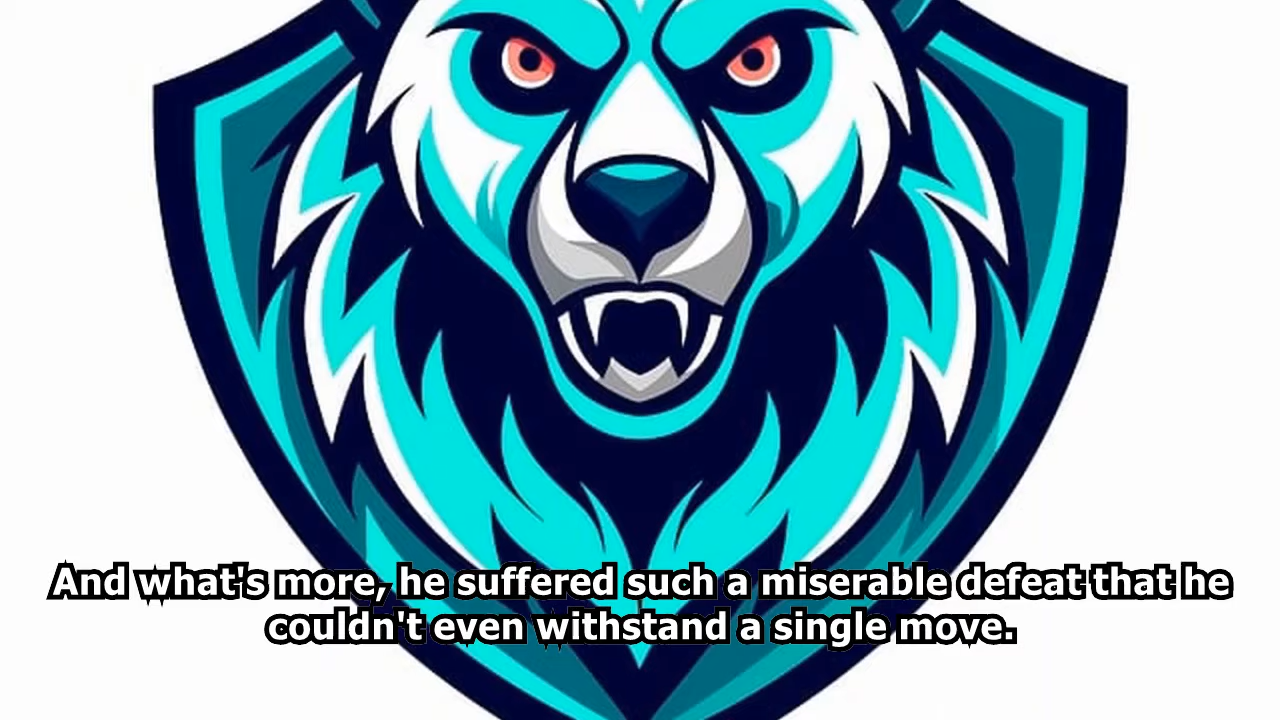 And what's more, he suffered such a miserable defeat that he
couldn't even withstand a single move.